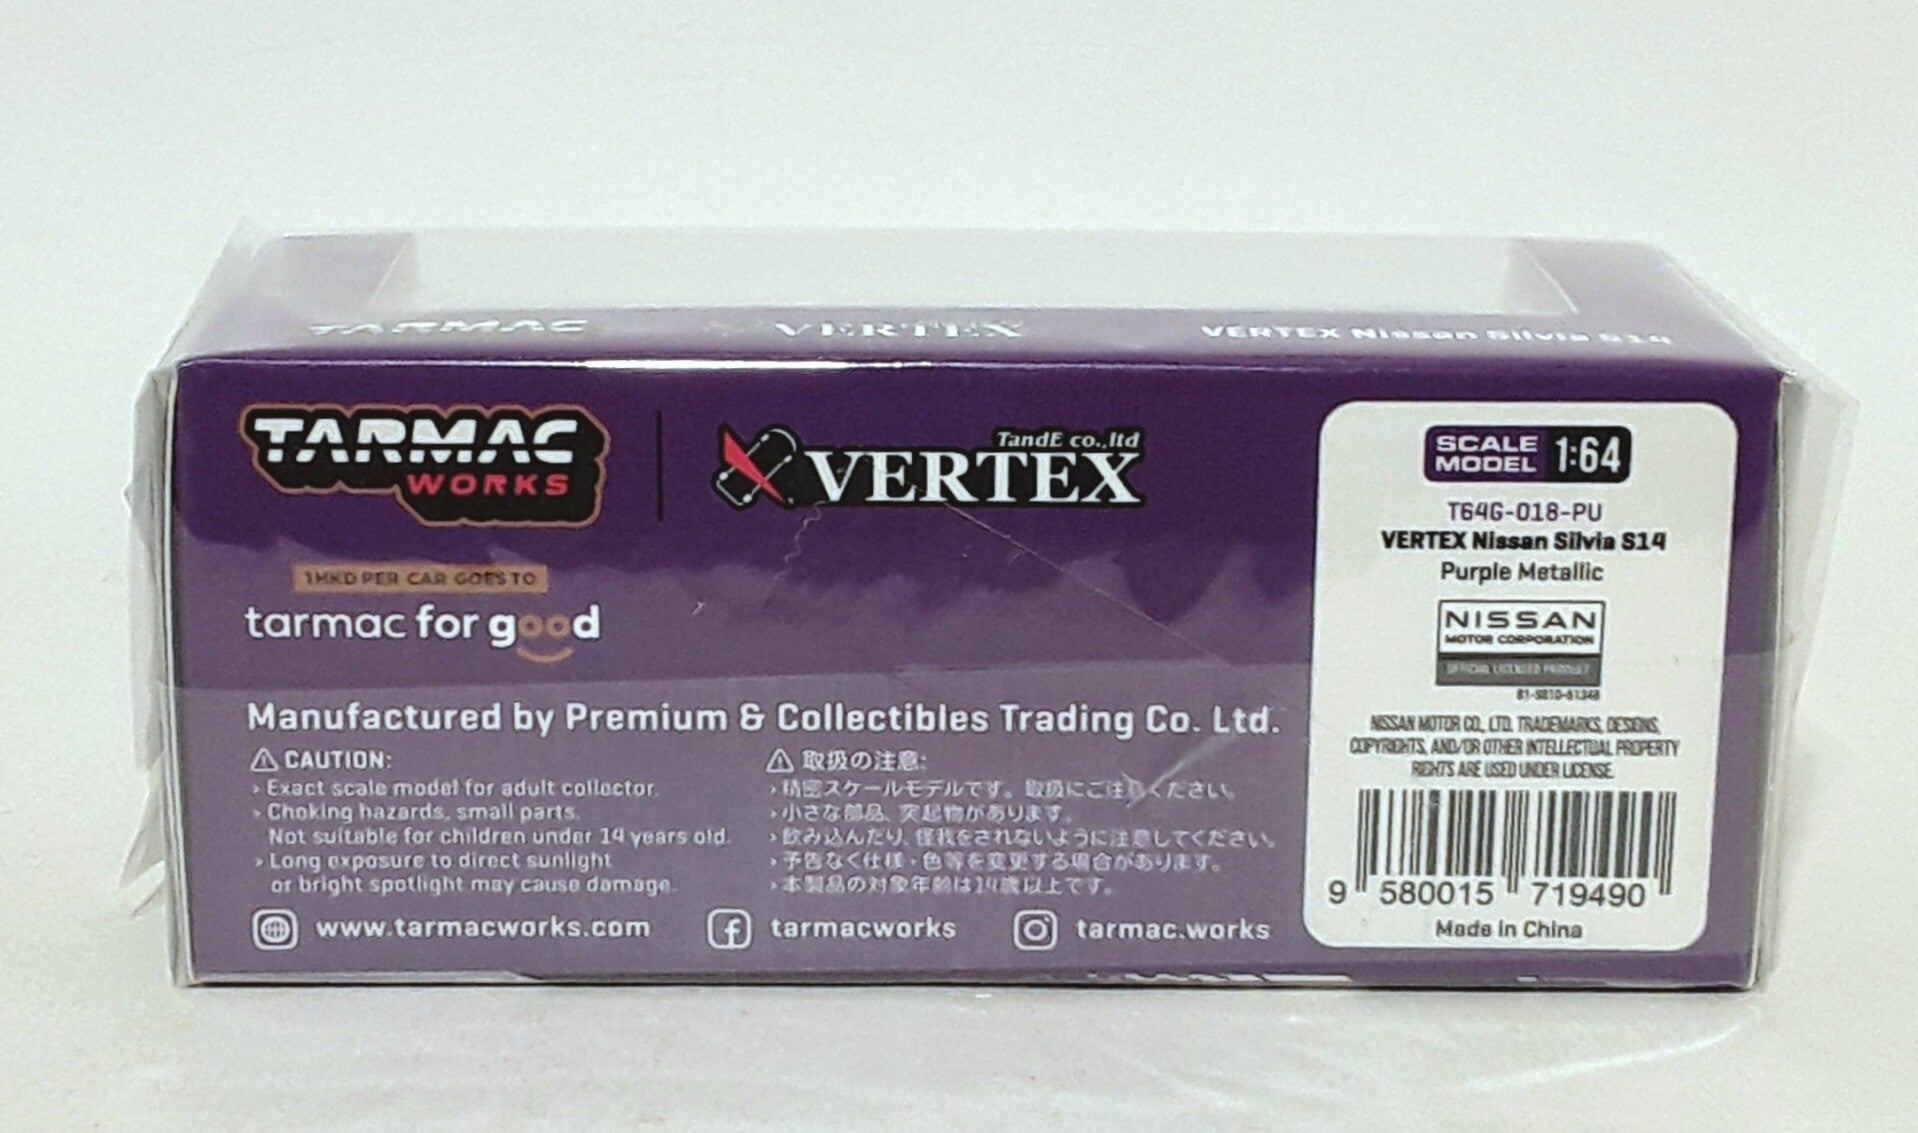 TARMAC VERTEX VERTEX Nissan Silvia S14
TARMAC
WORKS
TandE co.,ltd
VERTEX
1HKD PER CAR GOES TO
tarmac for good
Manufactured by Premium & Collectibles Trading Co. Ltd.
CAUTION:
› Exact scale model for adult collector.
› Choking hazards, small parts.
Not suitable for children under 14 years old.
› Long exposure to direct sunlight
or bright spotlight may cause damage.
取扱の注意:
› 精密スケールモデルです。取扱にご注意ください。
› 小さな部品、突起物があります。
› 飲み込んだり、怪我をされないように注意してください。
› 予告なく仕様・色等を変更する場合があります。
› 本製品の対象年齢は14歳以上です。
www.tarmacworks.com
tarmacworks
tarmac.works
SCALE
MODEL 1:64
T64G-018-PU
VERTEX Nissan Silvia S14
Purple Metallic
NISSAN
MOTOR CORPORATION
OFFICIAL LICENSED PRODUCT
NISSAN MOTOR CO., LTD. TRADEMARKS, DESIGNS,
COPYRIGHTS, AND/OR OTHER INTELLECTUAL PROPERTY
RIGHTS ARE USED UNDER LICENSE.
9 580015 719490
Made in China